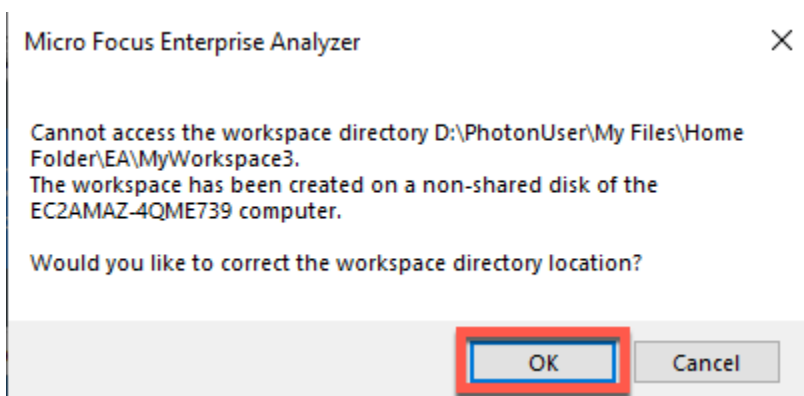 Micro Focus Enterprise Analyzer
Cannot access the workspace directory D:\PhotonUser\My Files\Home
Folder\EA\MyWorkspace3.
The workspace has been created on a non-shared disk of the
EC2AMAZ-4QME739 computer.
Would you like to correct the workspace directory location?
OK
Cancel